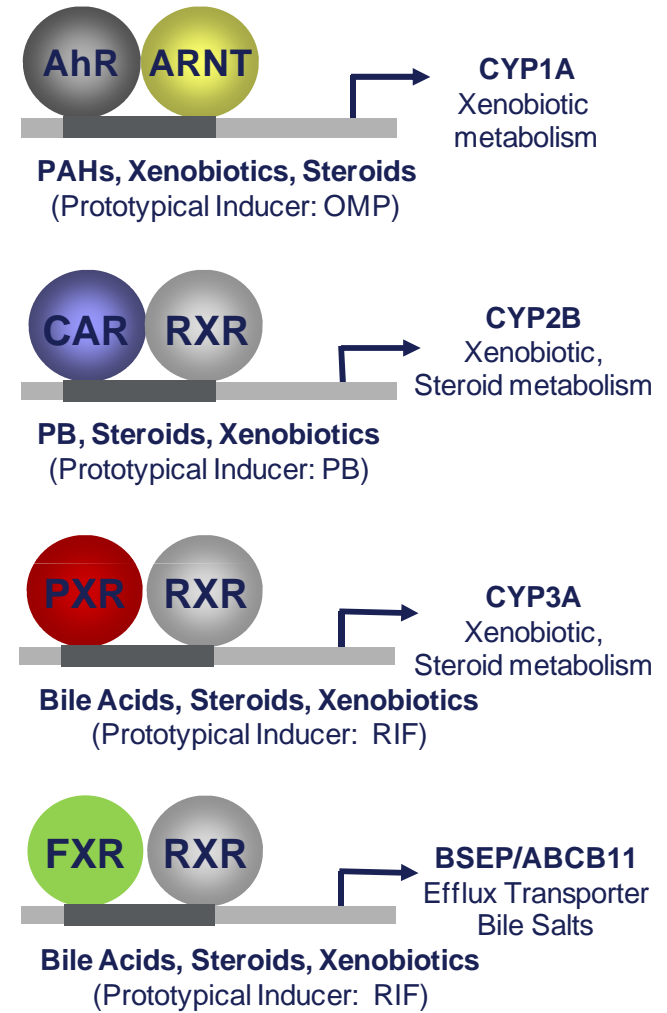 AhR ARNT
CYP1A
Xenobiotic
metabolism
PAHs, Xenobiotics, Steroids
(Prototypical Inducer: OMP)
CAR RXR
CYP2B
Xenobiotic,
Steroid metabolism
PB, Steroids, Xenobiotics
(Prototypical Inducer: PB)
PXR RXR
CYP3A
Xenobiotic,
Steroid metabolism
Bile Acids, Steroids, Xenobiotics
(Prototypical Inducer: RIF)
FXR RXR
BSEP/ABCB11
Efflux Transporter
Bile Salts
Bile Acids, Steroids, Xenobiotics
(Prototypical Inducer: RIF)